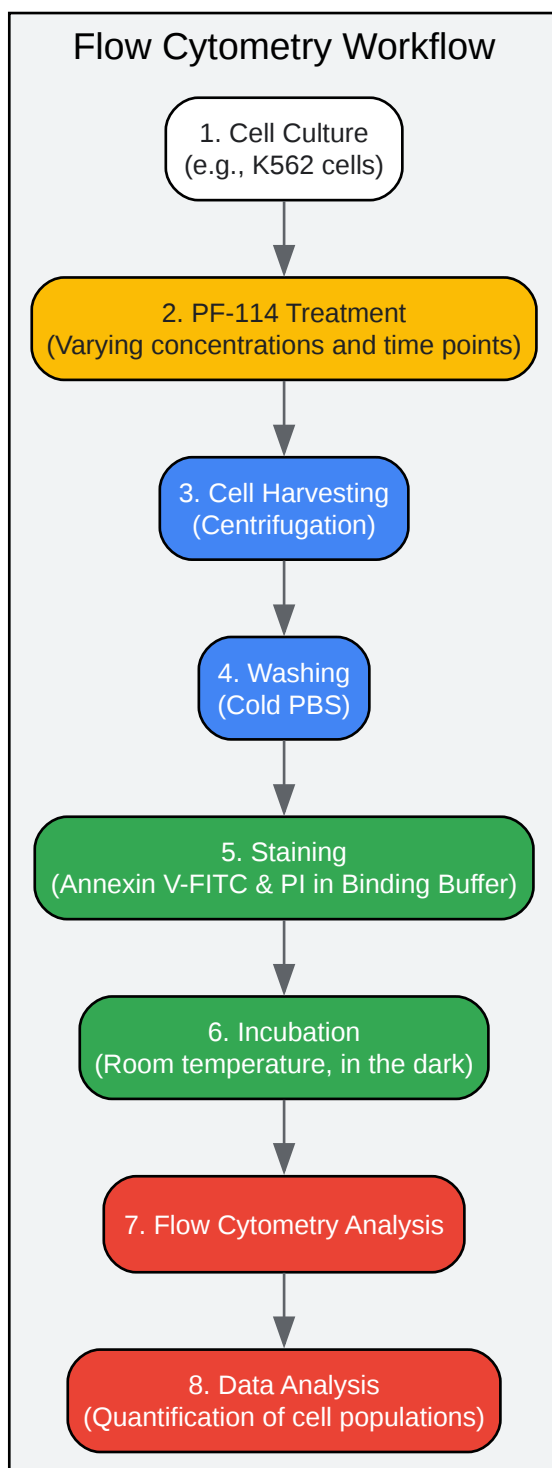 Flow Cytometry Workflow
1. Cell Culture
(e.g., K562 cells)
2. PF-114 Treatment
(Varying concentrations and time points)
3. Cell Harvesting
(Centrifugation)
4. Washing
(Cold PBS)
5. Staining
(Annexin V-FITC & PI in Binding Buffer)
6. Incubation
(Room temperature, in the dark)
7. Flow Cytometry Analysis
8. Data Analysis
(Quantification of cell populations)